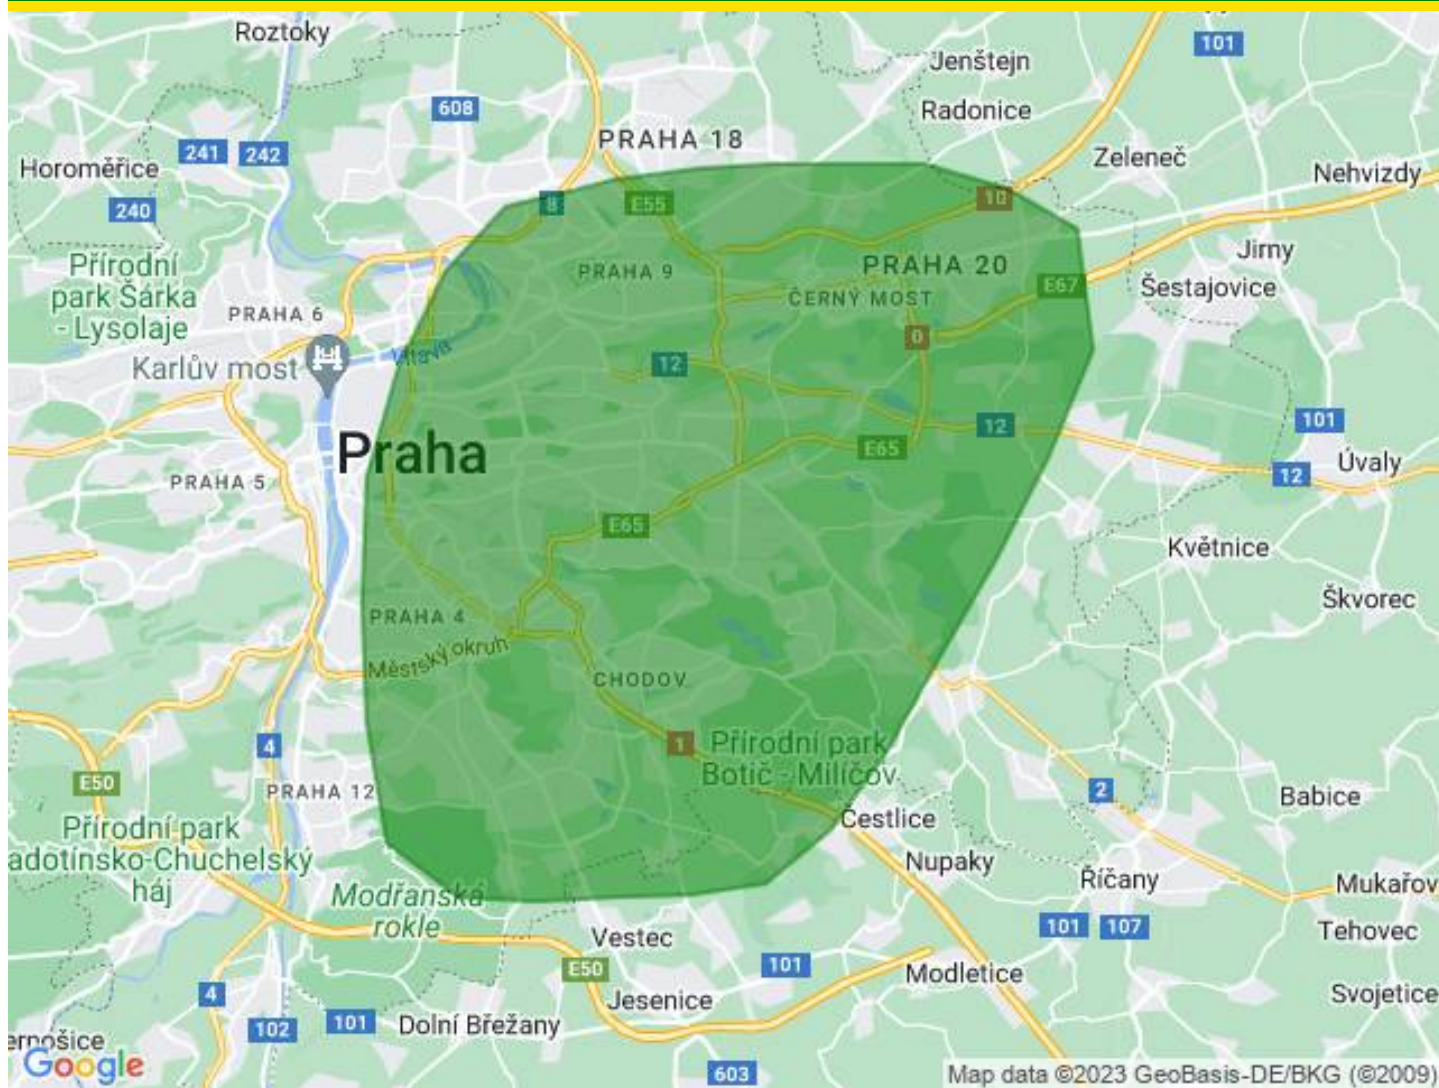 Roztoky
101
Jenštejn
608
Radonice
PRAHA 18
241
242
Zeleneč
Horoměřice
Nehvizdy
240
8
E55
10
Přírodní
park Šárka
- Lysolaje
PRAHA 9
PRAHA 20
Jirny
E67
Šestajovice
ČERNÝ MOST
PRAHA 6
0
Vltava
Karlův most
12
101
12
Praha
E65
Úvaly
12
PRAHA 5
E65
Květnice
Škvorec
PRAHA 4
Městský okruh
CHODOV
4
1
Přírodní park
Botič - Milíčov
E50
PRAHA 12
2
Babice
Čestlice
Přírodní park
adotínsko-Chuchelský
háj
Nupaky
Říčany
Mukařov
Modřanská
rokle
101
107
Tehovec
Vestec
E50
101
Modletice
4
Jesenice
Svojetice
102
101
Dolní Břežany
ernošice
Google
603
Map data ©2023 GeoBasis-DE/BKG (©2009)